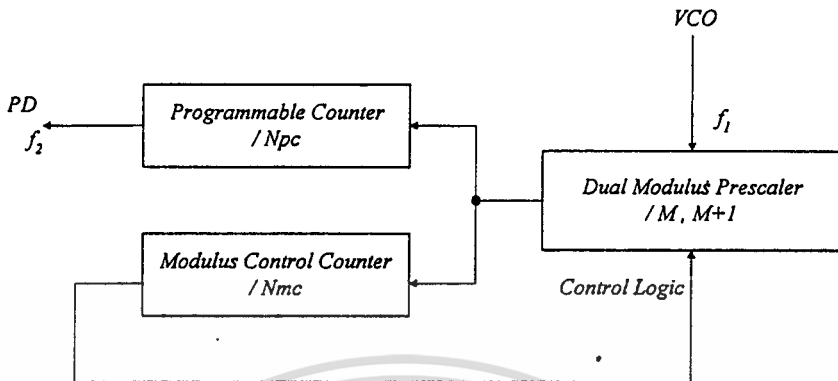 VCO
PD
f2
Programmable Counter
/ Npc
f1
Dual Modulus Prescaler
/ M , M+1
Modulus Control Counter
/ Nmc
Control Logic